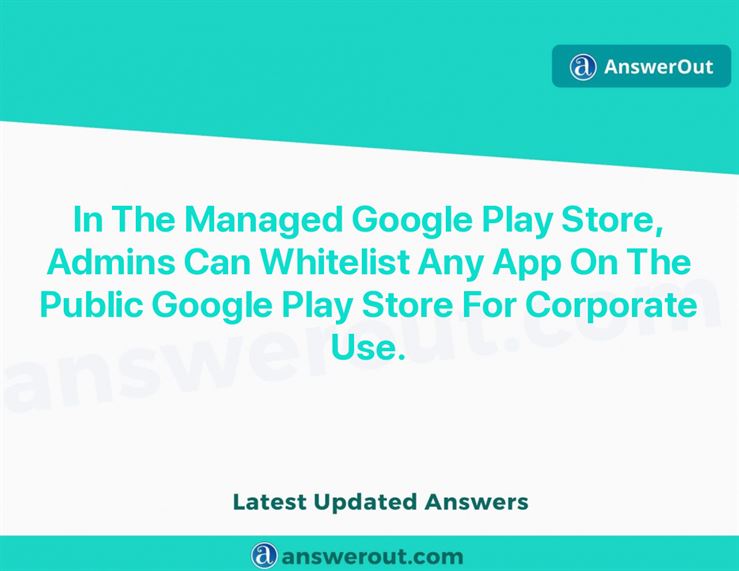 AnswerOut
In The Managed Google Play Store,
Admins Can Whitelist Any App On The
Public Google Play Store For Corporate
Use.
answerout.com
Latest Updated Answers
answerout.com